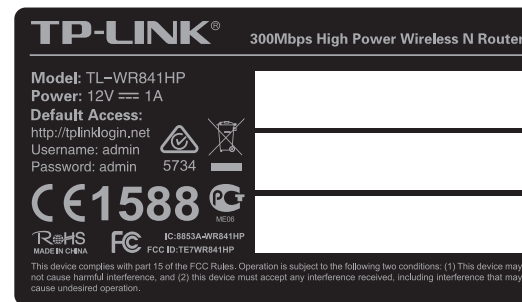 TP-LINK®
300Mbps High Power Wireless N Router
Model: TL-WR841HP
Power: 12V ⎓ 1A
Default Access:
http://tplinklogin.net
Username: admin
Password: admin
5734
CE1588
PCT
ME06
RoHS
MADE IN CHINA
FC
IC:8853A-WR841HP
FCC ID:TE7WR841HP
This device complies with part 15 of the FCC Rules. Operation is subject to the following two conditions: (1) This device may
not cause harmful interference, and (2) this device must accept any interference received, including interference that may
cause undesired operation.